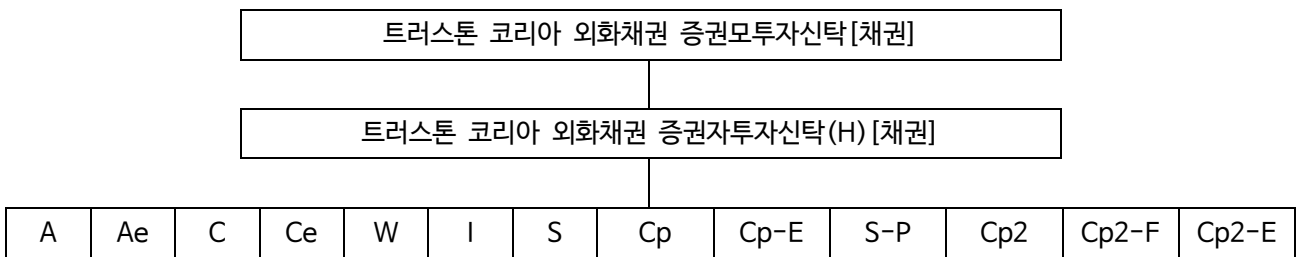 트러스톤 코리아 외화채권 증권모투자신탁[채권]
트러스톤 코리아 외화채권 증권자투자신탁(H)[채권]
A Ae C Ce W I S Cp Cp-E S-P Cp2 Cp2-F Cp2-E